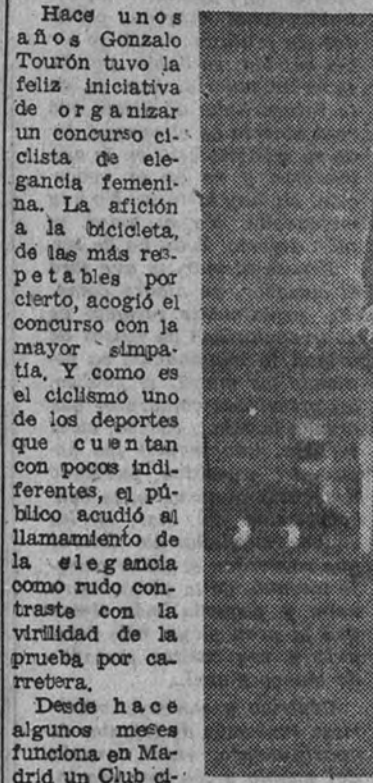 Hace unos
años Gonzalo
Tourón tuvo la
feliz iniciativa
de organizar
un concurso ci-
clista de ele-
gancia femeni-
na. La afición
a la bicicleta,
de las más res-
petables por
cierto, acogió el
concurso con la
mayor simpa-
tía. Y como es
el ciclismo uno
de los deportes
que cuentan
con pocos indi-
ferentes, el pú-
blico acudió al
llamamiento de
la elegancia
como rudo con-
traste con la
virilidad de la
prueba por ca-
rretera.
Desde hace
algunos meses
funciona en Ma-
drid un Club ci-